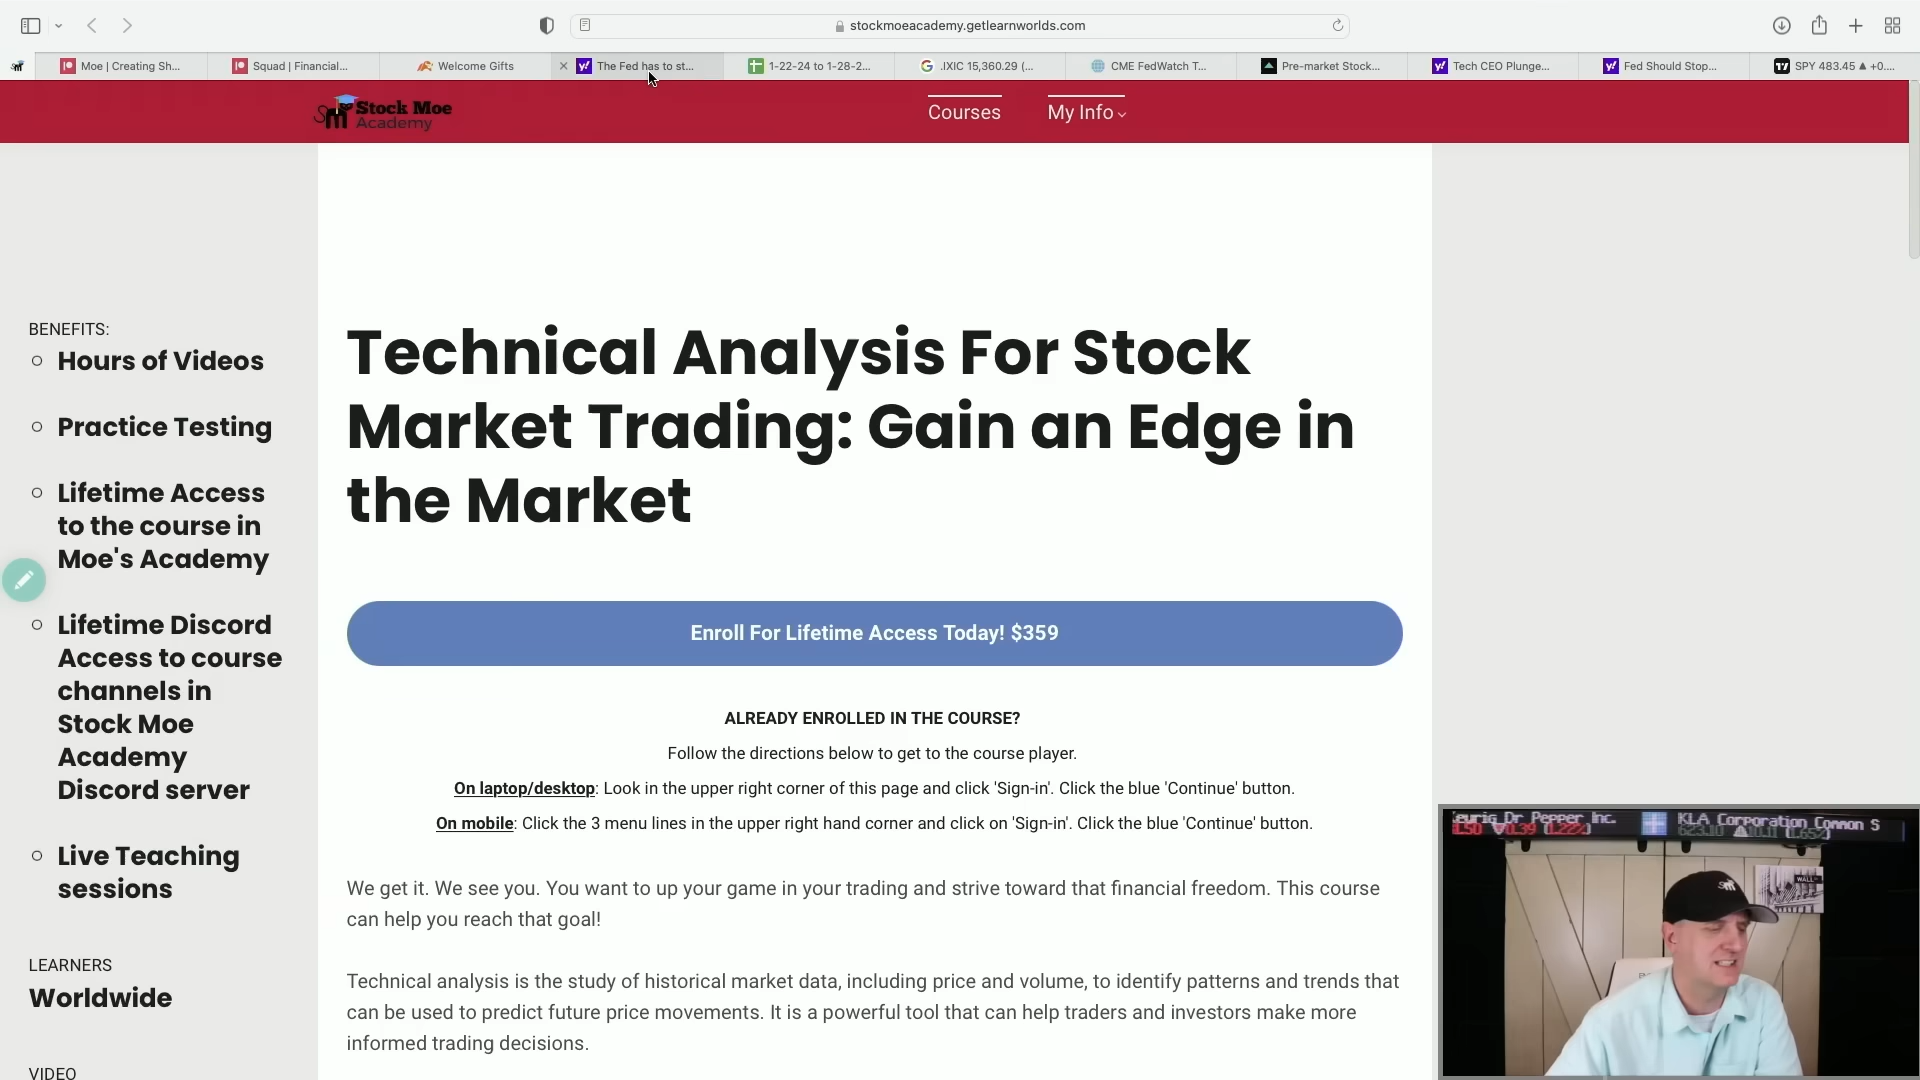 stockmoeacademy.getlearnworlds.com
Moe | Creating Sh...
Squad | Financial...
Welcome Gifts
The Fed has to st...
1-22-24 to 1-28-2...
.IXIC 15,360.29 (...
CME FedWatch T...
Pre-market Stock...
Tech CEO Plunge...
Fed Should Stop...
SPY 483.45 ▲ +0....
Stock Moe
Academy
Courses
My Info
BENEFITS:
Hours of Videos
Practice Testing
Lifetime Access
to the course in
Moe's Academy
Lifetime Discord
Access to course
channels in
Stock Moe
Academy
Discord server
Live Teaching
sessions
LEARNERS
Worldwide
VIDEO
Technical Analysis For Stock
Market Trading: Gain an Edge in
the Market
Enroll For Lifetime Access Today! $359
ALREADY ENROLLED IN THE COURSE?
Follow the directions below to get to the course player.
On laptop/desktop: Look in the upper right corner of this page and click 'Sign-in'. Click the blue 'Continue' button.
On mobile: Click the 3 menu lines in the upper right hand corner and click on 'Sign-in'. Click the blue 'Continue' button.
We get it. We see you. You want to up your game in your trading and strive toward that financial freedom. This course
can help you reach that goal!
Technical analysis is the study of historical market data, including price and volume, to identify patterns and trends that
can be used to predict future price movements. It is a powerful tool that can help traders and investors make more
informed trading decisions.
Dr Pepper Inc.
KLA Corporation Common S
▼0.39 (1.22%)
WALL